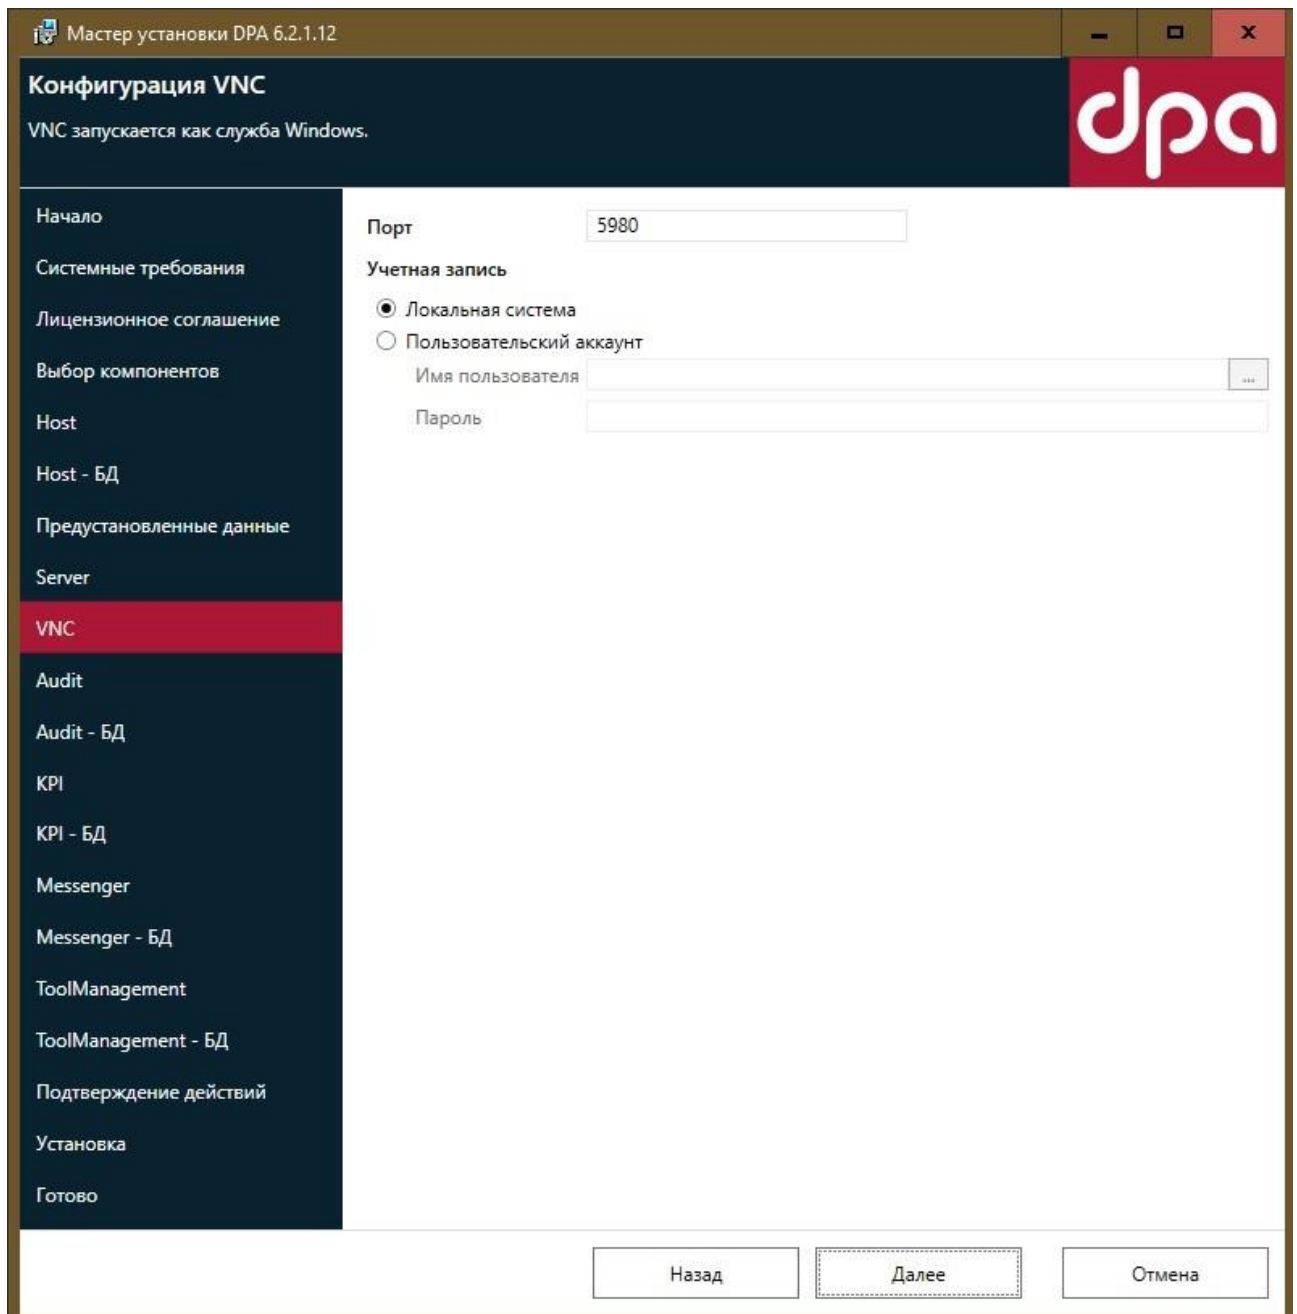 Мастер установки DPA 6.2.1.12
Конфигурация VNC
VNC запускается как служба Windows.
dpa
Начало
Системные требования
Лицензионное соглашение
Выбор компонентов
Host
Host - БД
Предустановленные данные
Server
VNC
Audit
Audit - БД
KPI
KPI - БД
Messenger
Messenger - БД
ToolManagement
ToolManagement - БД
Подтверждение действий
Установка
Готово
Порт 5980
Учетная запись
Локальная система
Пользовательский аккаунт
Имя пользователя ...
Пароль
Назад Далее Отмена